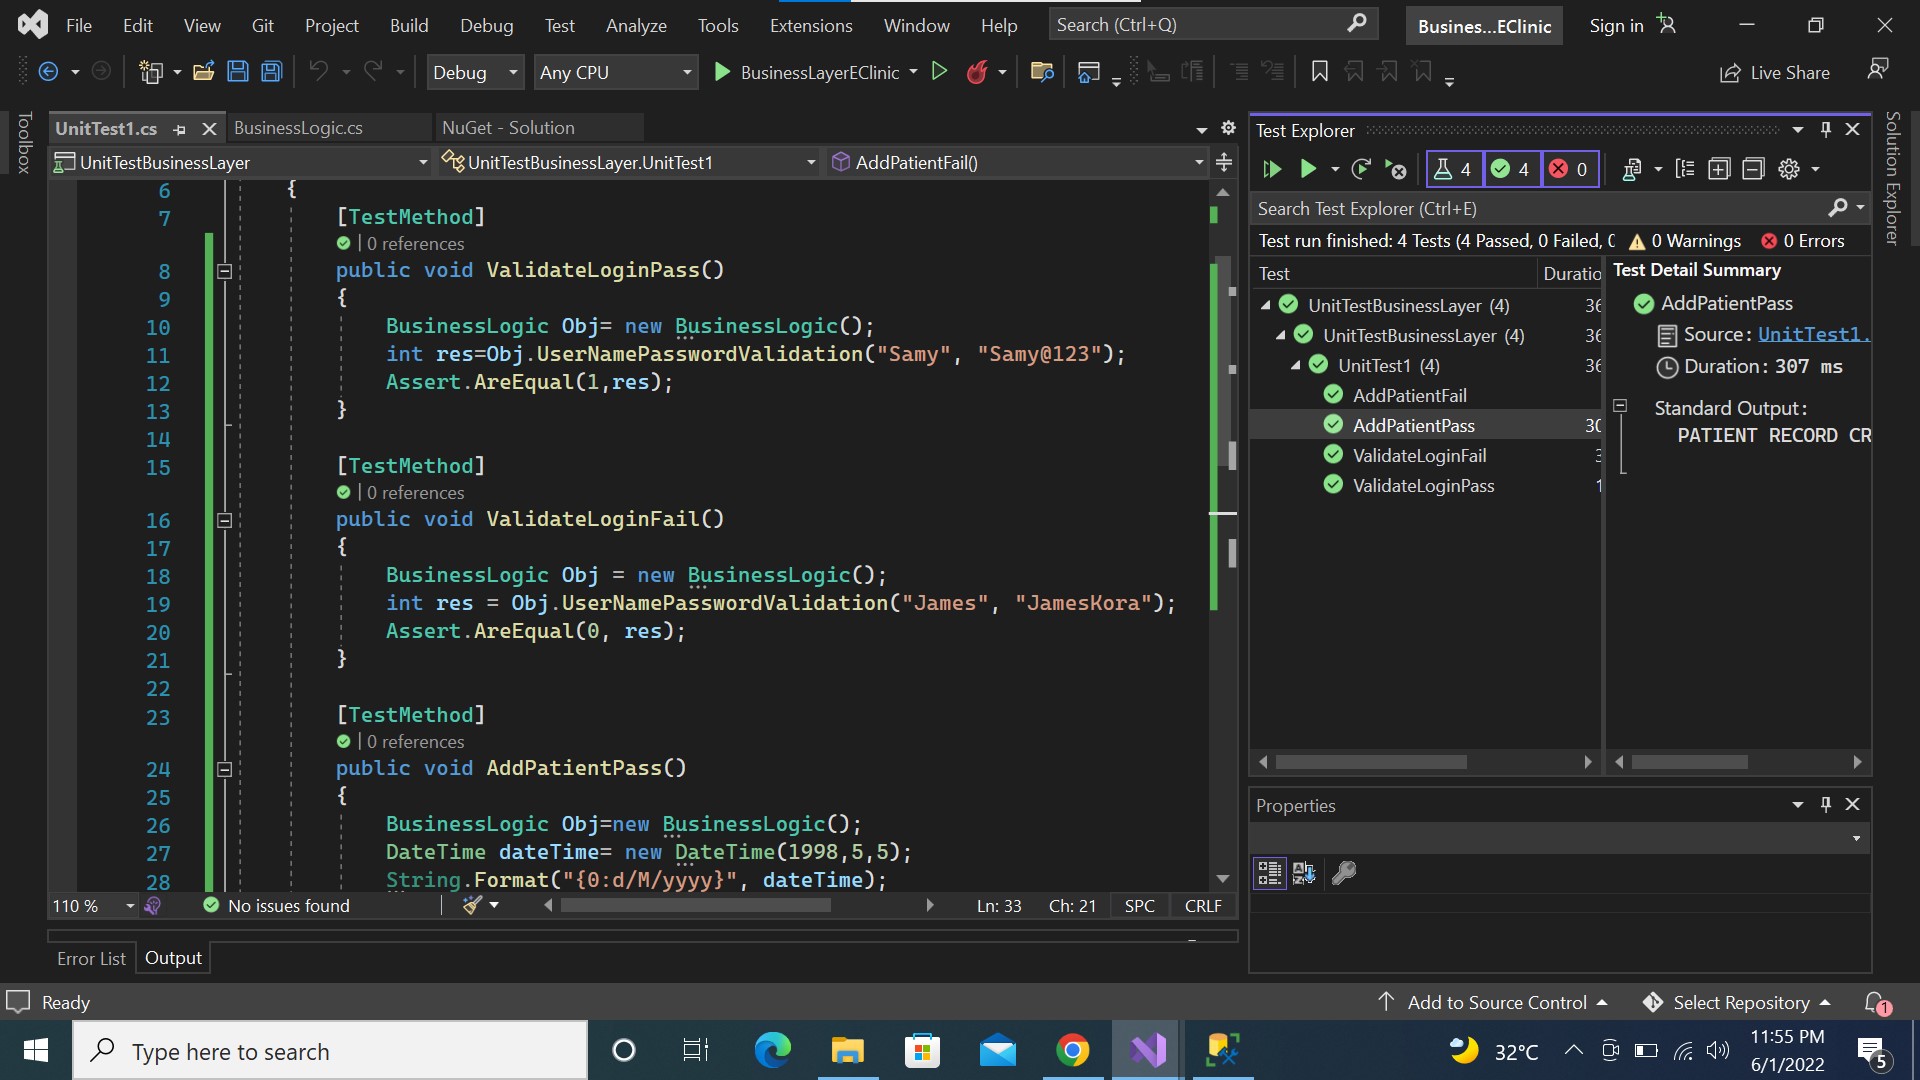 File Edit View Git Project Build Debug Test Analyze Tools Extensions Window Help Search (Ctrl+Q) Busines...EClinic Sign in
Debug Any CPU BusinessLayerEClinic Live Share
Toolbox
UnitTest1.cs BusinessLogic.cs NuGet - Solution
UnitTestBusinessLayer UnitTestBusinessLayer.UnitTest1 AddPatientFail()
6 {
7 [TestMethod]
| 0 references
8 public void ValidateLoginPass()
9 {
10 BusinessLogic Obj= new BusinessLogic();
11 int res=Obj.UserNamePasswordValidation("Samy", "Samy@123");
12 Assert.AreEqual(1,res);
13 }
14
15 [TestMethod]
| 0 references
16 public void ValidateLoginFail()
17 {
18 BusinessLogic Obj = new BusinessLogic();
19 int res = Obj.UserNamePasswordValidation("James", "JamesKora");
20 Assert.AreEqual(0, res);
21 }
22
23 [TestMethod]
| 0 references
24 public void AddPatientPass()
25 {
26 BusinessLogic Obj=new BusinessLogic();
27 DateTime dateTime= new DateTime(1998,5,5);
28 String.Format("{0:d/M/yyyy}", dateTime);
110 % No issues found Ln: 33 Ch: 21 SPC CRLF
Error List Output
Test Explorer
4 4 0
Search Test Explorer (Ctrl+E)
Test run finished: 4 Tests (4 Passed, 0 Failed, 0 Warnings 0 Errors
Test Duratio
UnitTestBusinessLayer (4) 36
UnitTestBusinessLayer (4) 36
UnitTest1 (4) 36
AddPatientFail
AddPatientPass 30
ValidateLoginFail 3
ValidateLoginPass 1
Test Detail Summary
AddPatientPass
Source: UnitTest1.
Duration: 307 ms
Standard Output:
PATIENT RECORD CR
Properties
Solution Explorer
Ready Add to Source Control Select Repository 1
Type here to search 32°C 11:55 PM
6/1/2022 5